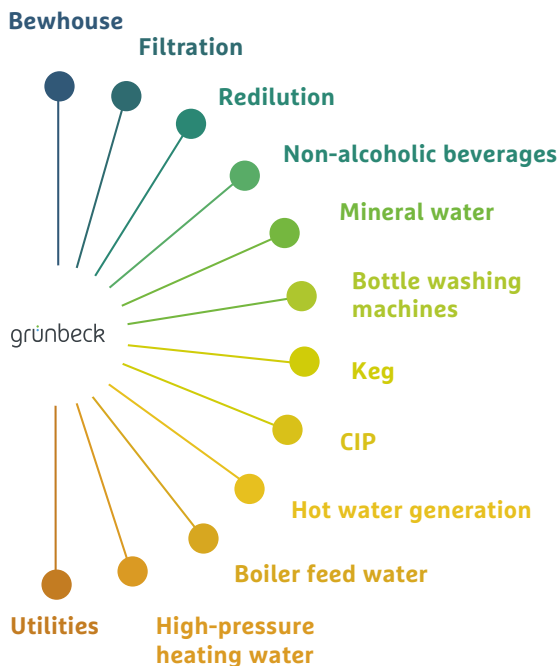 Bewhouse
Filtration
Redilution
Non-alcoholic beverages
Mineral water
Bottle washing
machines
grünbeck
Keg
CIP
Hot water generation
Boiler feed water
Utilities
High-pressure
heating water